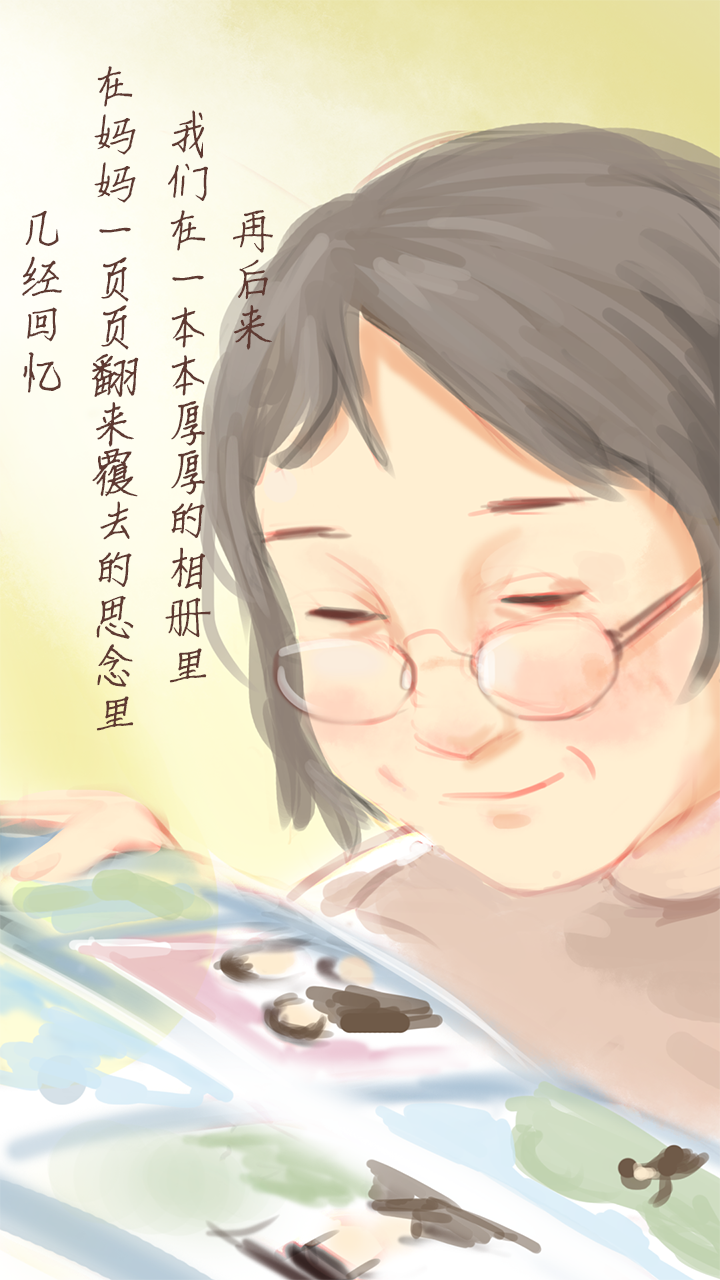 再后来
我们在一本本厚厚的相册里
在妈妈一页页翻来覆去的思念里
几经回忆